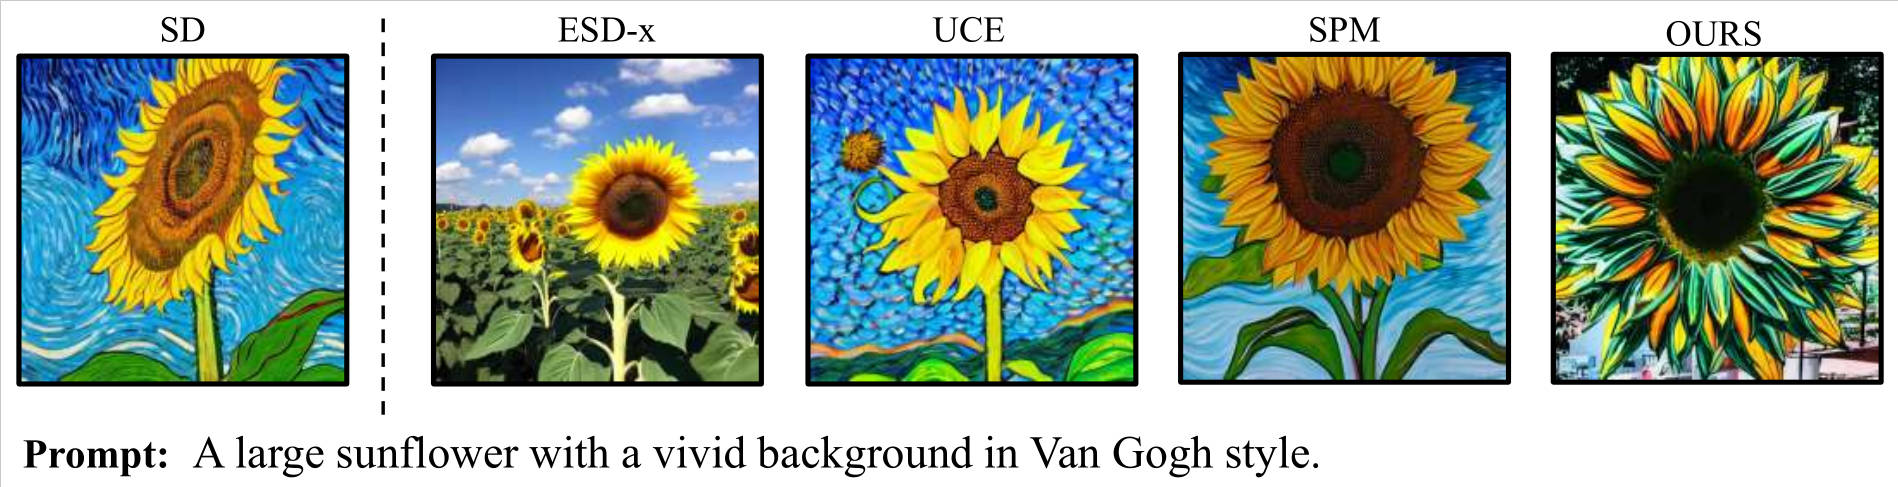 SD ESD-x UCE SPM OURS
Prompt: A large sunflower with a vivid background in Van Gogh style.